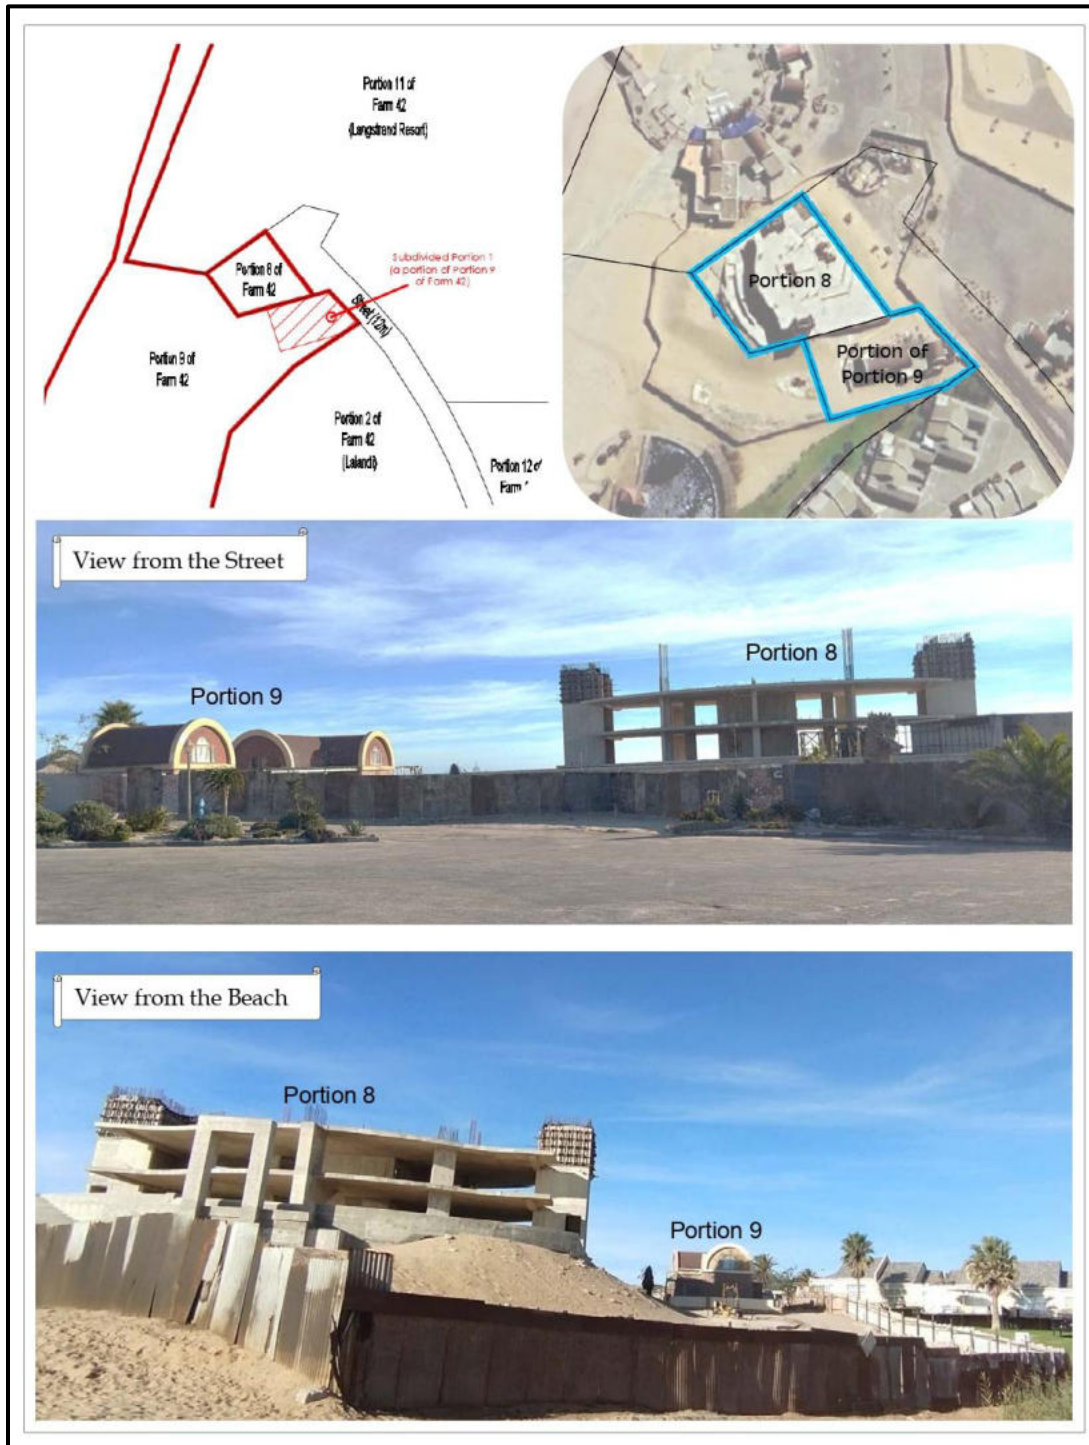 Portion 11 of
Farm 42
(Langstrand Resort)
Portion 8 of
Farm 42
Subdivided Portion 1
(a portion of Portion 9
of Farm 42)
Street (12m)
Portion 9 of
Farm 42
Portion 2 of
Farm 42
(Lalandi)
Portion 12 of
Portion 8
Portion of
Portion 9
View from the Street
Portion 9
Portion 8
View from the Beach
Portion 8
Portion 9